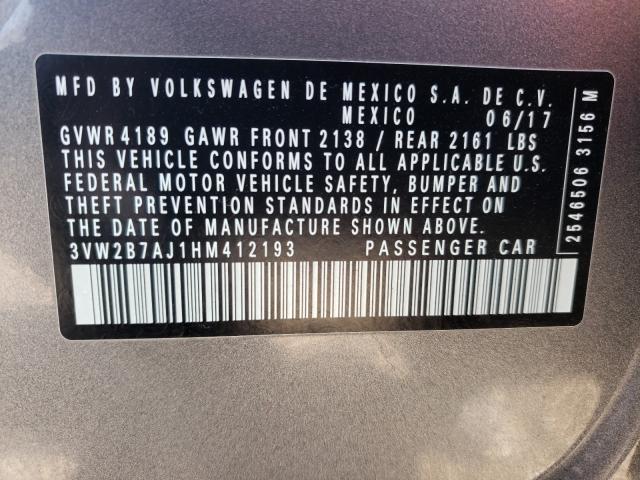 MFD BY VOLKSWAGEN DE MEXICO S.A. DE C.V.
MEXICO 06/17
GVWR 4189 GAWR FRONT 2138 / REAR 2161 LBS
THIS VEHICLE CONFORMS TO ALL APPLICABLE U.S.
FEDERAL MOTOR VEHICLE SAFETY, BUMPER AND
THEFT PREVENTION STANDARDS IN EFFECT ON
THE DATE OF MANUFACTURE SHOWN ABOVE.
3VW2B7AJ1HM412193 PASSENGER CAR
2546506 3156 M